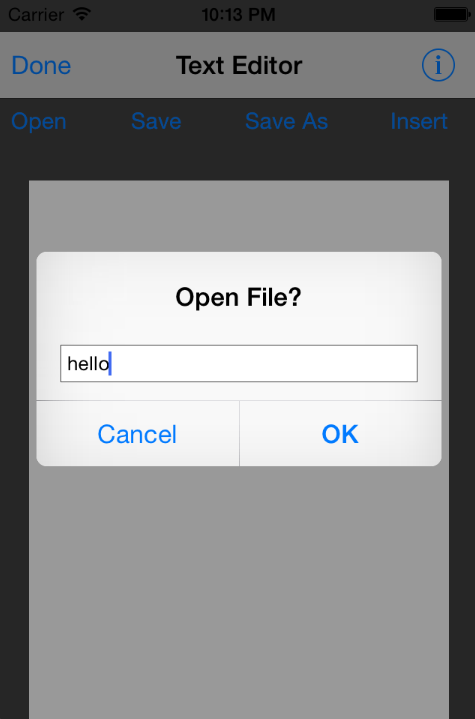 Carrier 10:13 PM
Done Text Editor i
Open Save Save As Insert
Open File?
hello
Cancel OK